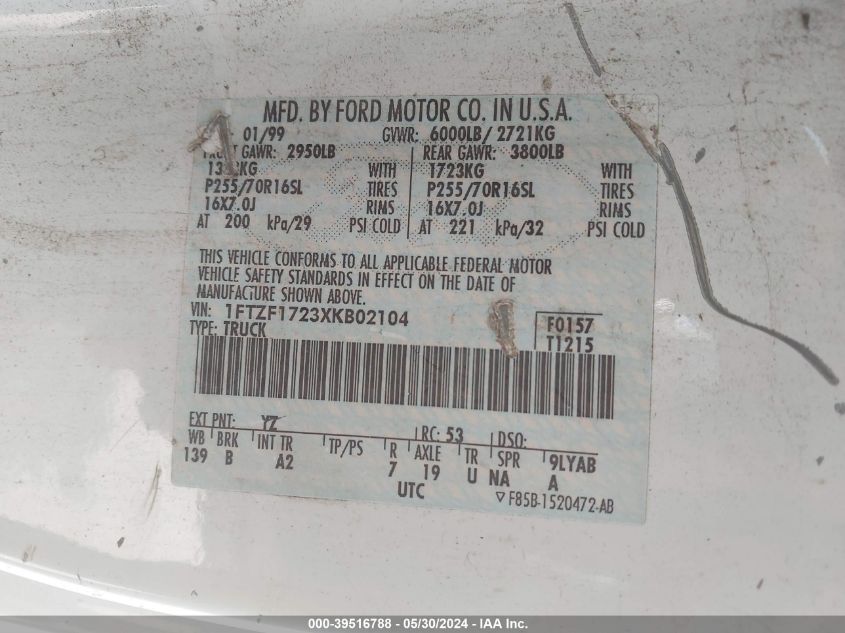 MFD. BY FORD MOTOR CO. IN U.S.A.
01/99 GVWR: 6000LB/ 2721KG
GAWR: 2950LB REAR GAWR: 3800LB
WITH 1723KG WITH
P255/70R16SL TIRES P255/70R16SL TIRES
16X7.0J RIMS 16X7.0J RIMS
AT 200 kPa/29 PSI COLD AT 221 kPa/32 PSI COLD
THIS VEHICLE CONFORMS TO ALL APPLICABLE FEDERAL MOTOR
VEHICLE SAFETY STANDARDS IN EFFECT ON THE DATE OF
MANUFACTURE SHOWN ABOVE.
VIN: 1FTZF1723XKB02104 F0157
TYPE: TRUCK T1215
EXT PNT: YZ RC: 53 DSO:
WB BRK INT TR TP/PS R AXLE TR SPR 9LYAB
139 B A2 7 19 U NA A
UTC F85B-1520472-AB
000-39516788 - 05/30/2024 - IAA Inc.